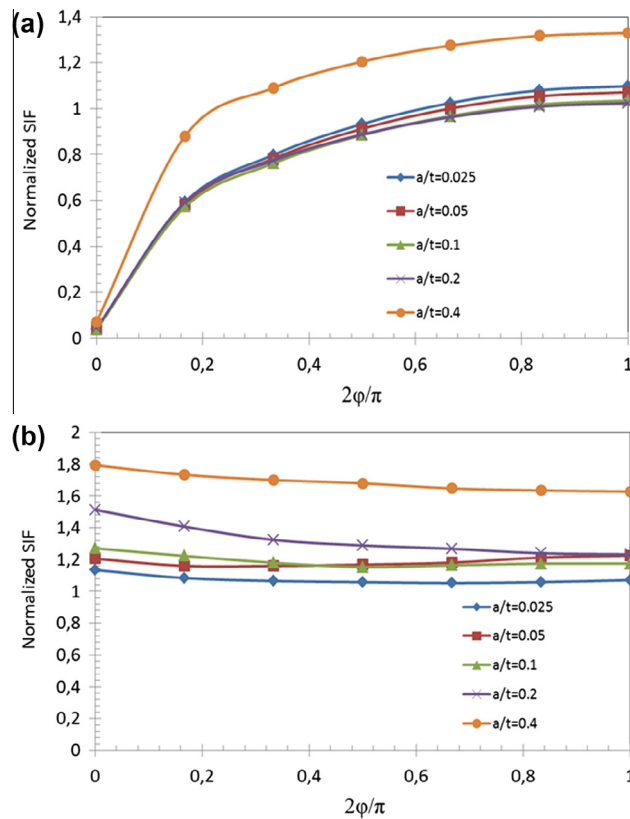 (a)
1,4
1,2
1
0,8
0,6
0,4
0,2
0
Normalized SIF
a/t=0.025
a/t=0.05
a/t=0.1
a/t=0.2
a/t=0.4
0 0,2 0,4 0,6 0,8 1
2φ/π
(b)
2
1,8
1,6
1,4
1,2
1
0,8
0,6
0,4
0,2
0
Normalized SIF
a/t=0.025
a/t=0.05
a/t=0.1
a/t=0.2
a/t=0.4
0 0,2 0,4 0,6 0,8 1
2φ/π